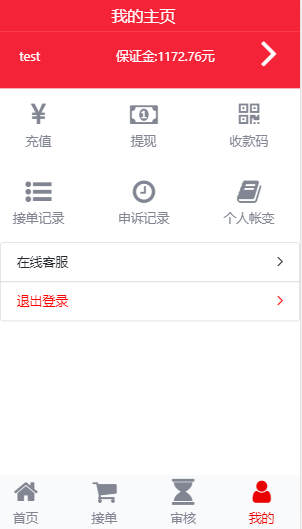 我的主页
test 保证金:1172.76元
充值 提现 收款码
接单记录 申诉记录 个人帐变
在线客服
退出登录
首页 接单 审核 我的